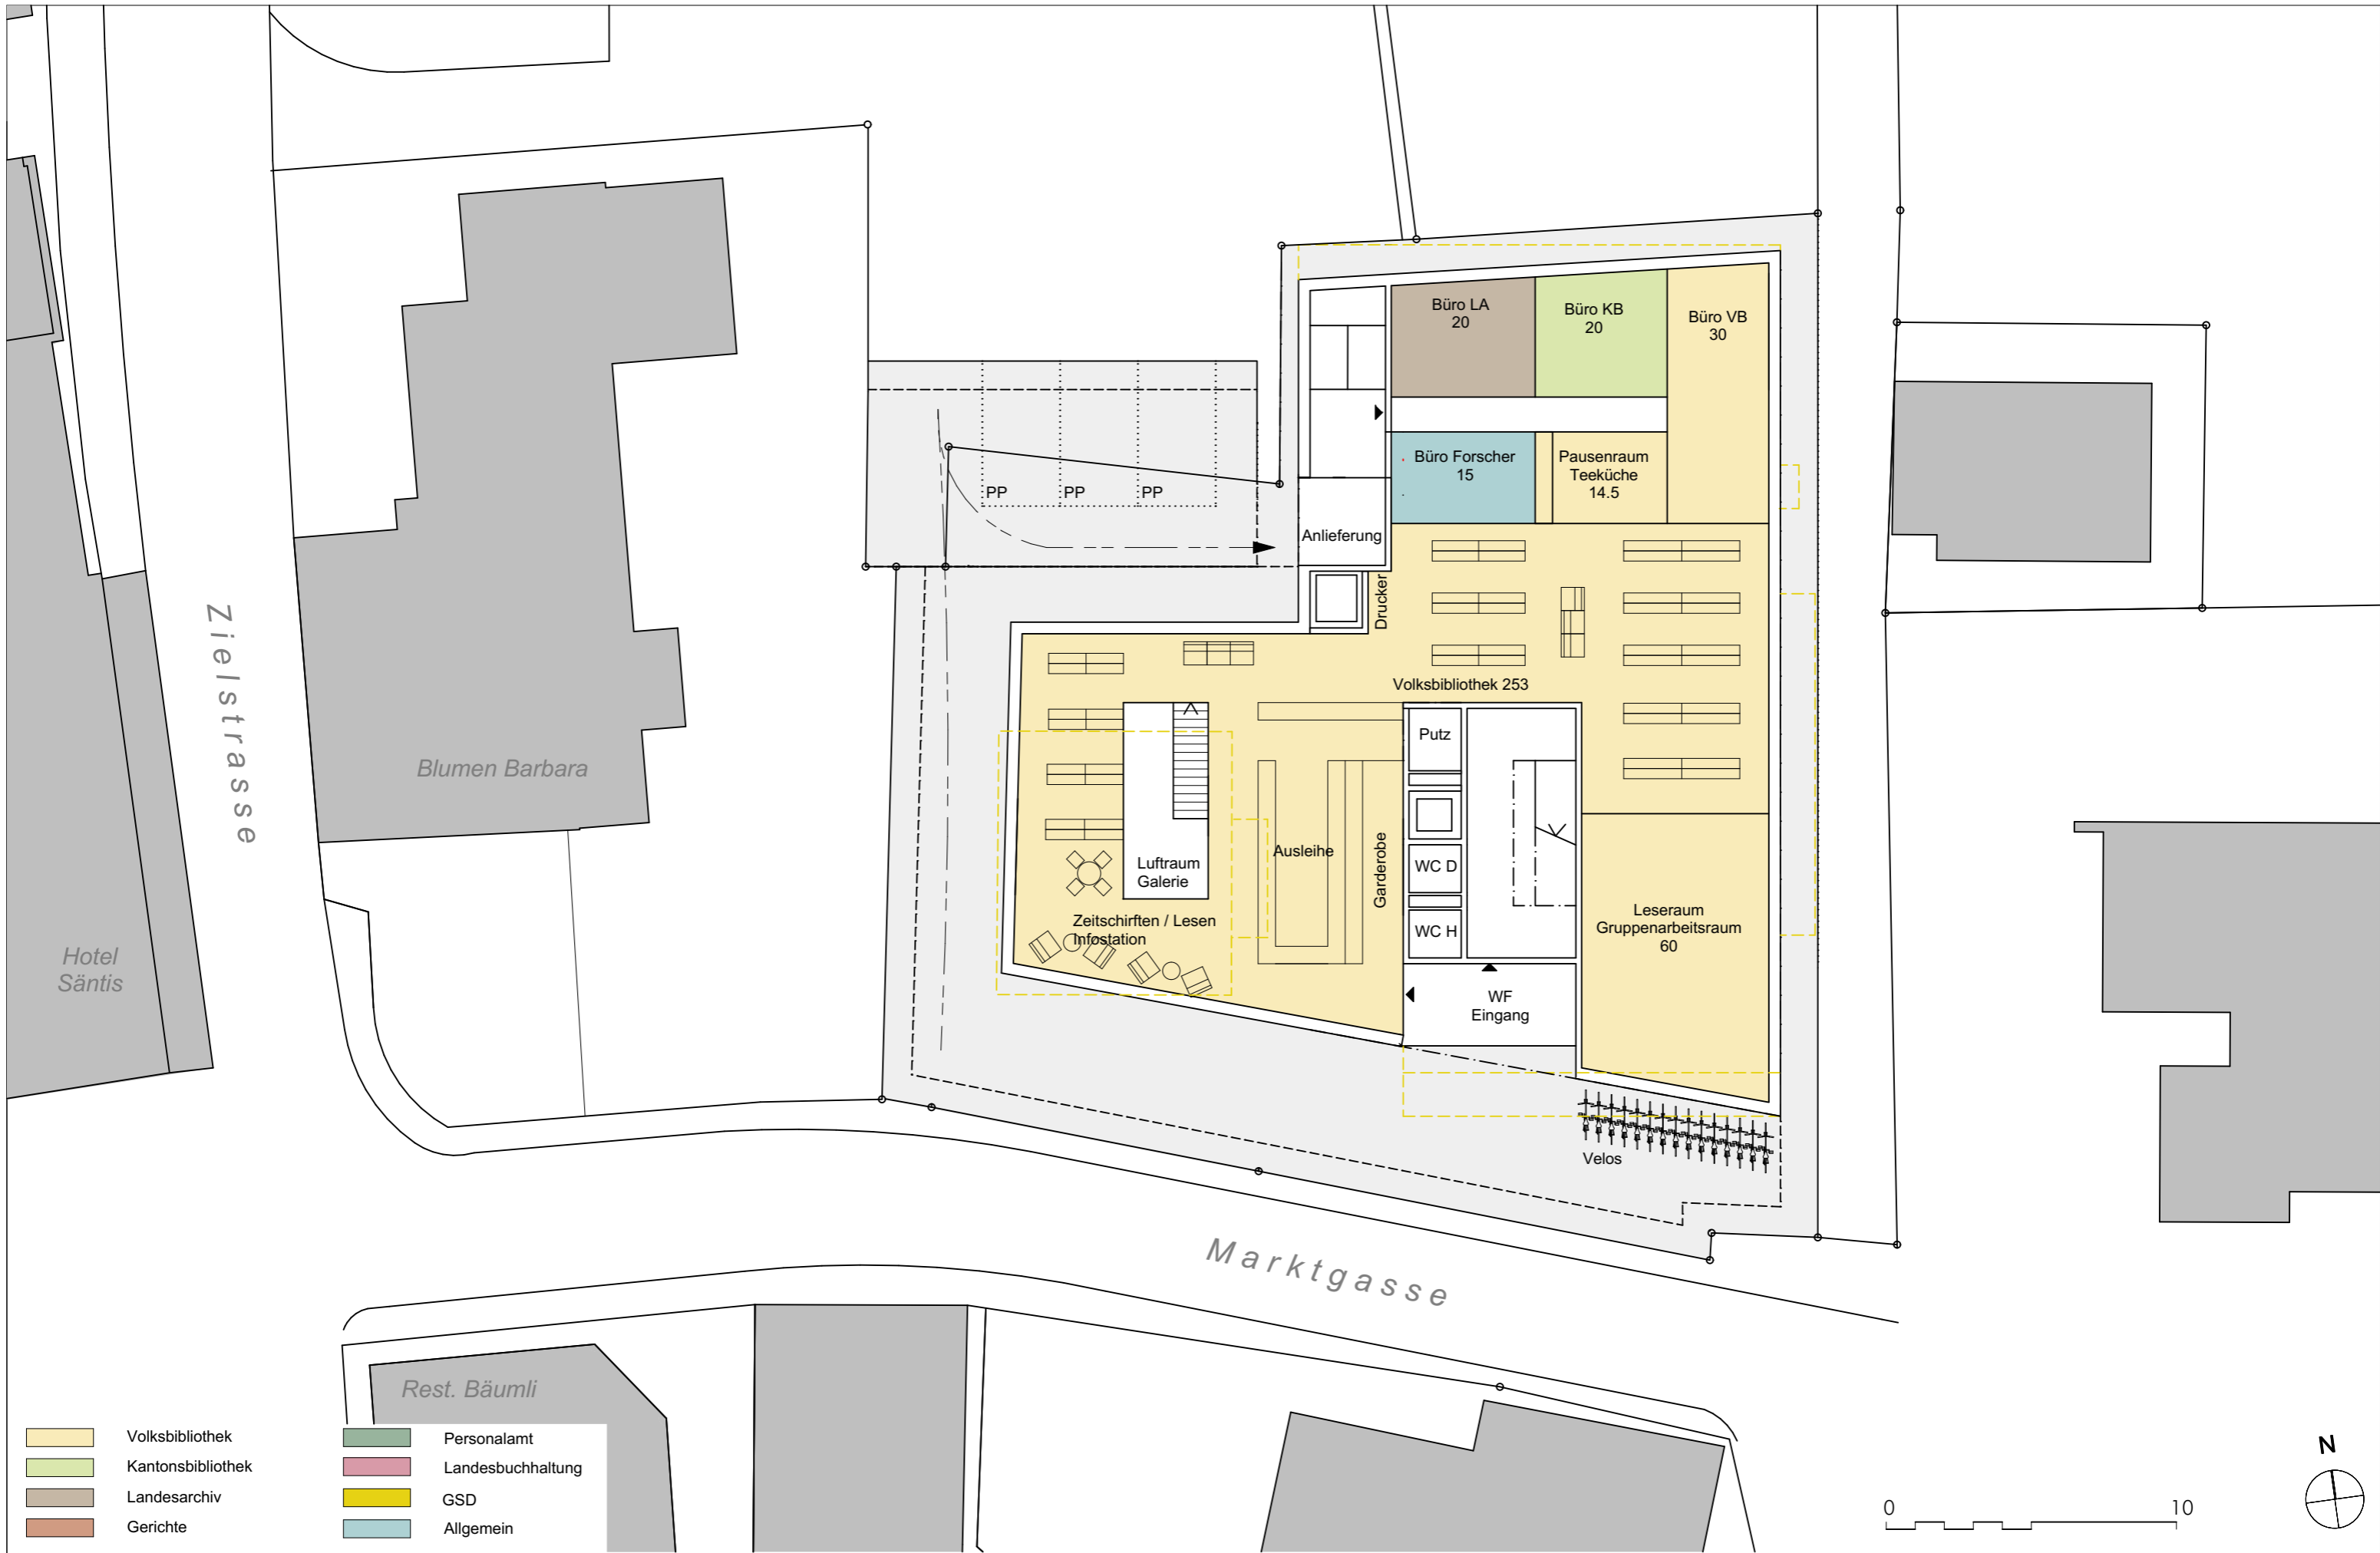 Büro LA
20
Büro KB
20
Büro VB
30
Büro Forscher
15
Pausenraum
Teeküche
14.5
PP
PP
PP
Anlieferung
Drucker
Volksbibliothek 253
Putz
Zielstrasse
Blumen Barbara
Luftraum
Galerie
Ausleihe
Garderobe
WC D
WC H
Zeitschirften / Lesen
Infostation
Leseraum
Gruppenarbeitsraum
60
Hotel
Säntis
WF
Eingang
Velos
Marktgasse
Rest. Bäumli
Volksbibliothek
Kantonsbibliothek
Landesarchiv
Gerichte
Personalamt
Landesbuchhaltung
GSD
Allgemein
0
10
N